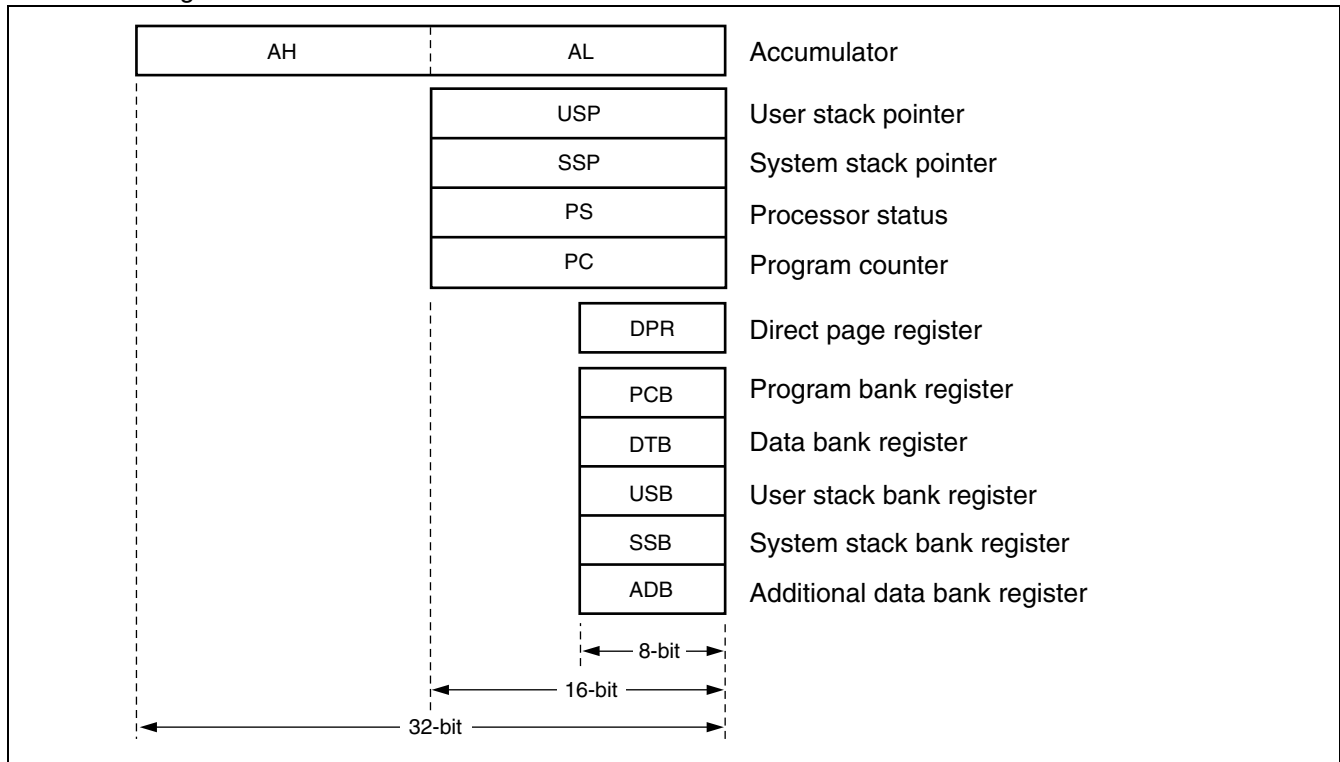 AH AL Accumulator
USP User stack pointer
SSP System stack pointer
PS Processor status
PC Program counter
DPR Direct page register
PCB Program bank register
DTB Data bank register
USB User stack bank register
SSB System stack bank register
ADB Additional data bank register
8-bit
16-bit
32-bit